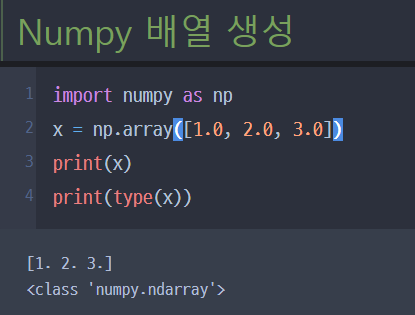 Numpy 배열 생성
1 import numpy as np
2 x = np.array([1.0, 2.0, 3.0])
3 print(x)
4 print(type(x))
[1. 2. 3.]
<class 'numpy.ndarray'>